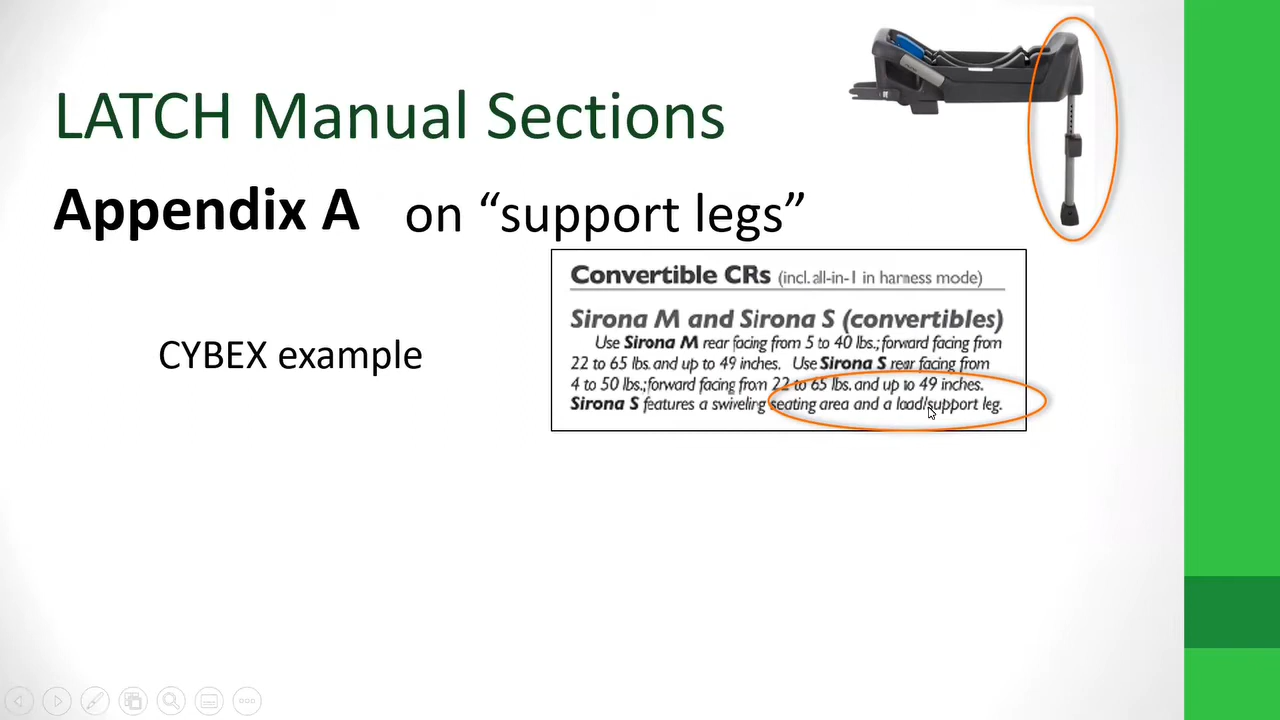 LATCH Manual Sections
Appendix A on “support legs”
Convertible CRs (incl. all-in-1 in harness mode)
Sirona M and Sirona S (convertibles)
Use Sirona M rear facing from 5 to 40 lbs.; forward facing from
22 to 65 lbs. and up to 49 inches. Use Sirona S rear facing from
4 to 50 lbs.; forward facing from 22 to 65 lbs. and up to 49 inches.
Sirona S features a swiveling seating area and a load/support leg.
CYBEX example